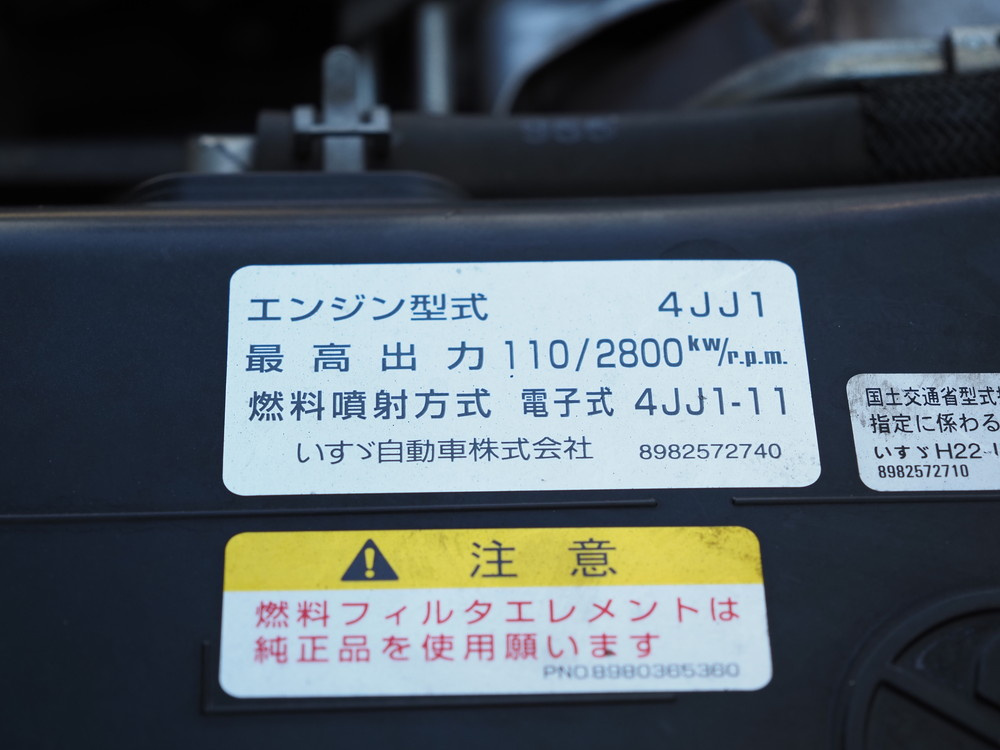 955
エンジン型式 4JJ1
最高出力 110/2800kw/r.p.m.
燃料噴射方式 電子式 4JJ1-11
いすゞ自動車株式会社 8982572740
国土交通省型式
指定に係わる
いすゞH22-
8982572710
注意
燃料フィルタエレメントは
純正品を使用願います
PNO.8980365360